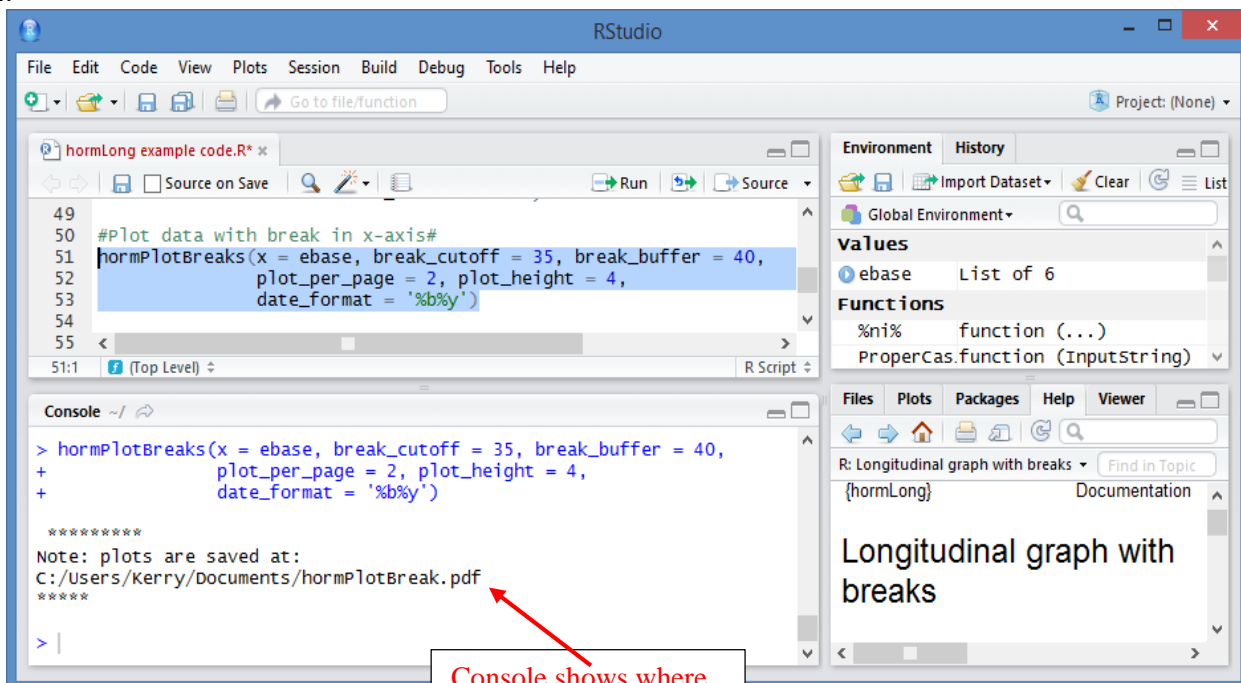 RStudio
File Edit Code View Plots Session Build Debug Tools Help
Go to file/function
Project: (None)
hormLong example code.R*
Source on Save
Run
Source
49
50 #Plot data with break in x-axis#
51 hormPlotBreaks(x = ebase, break_cutoff = 35, break_buffer = 40,
52 plot_per_page = 2, plot_height = 4,
53 date_format = '%b%y')
54
55
51:1 (Top Level) R Script
Console ~/
> hormPlotBreaks(x = ebase, break_cutoff = 35, break_buffer = 40,
+ plot_per_page = 2, plot_height = 4,
+ date_format = '%b%y')
*********
Note: plots are saved at:
C:/Users/Kerry/Documents/hormPlotBreak.pdf
*****
>
Console shows where
Environment History
Import Dataset Clear List
Global Environment
Values
ebase List of 6
Functions
%ni% function (...)
ProperCas.function (InputString)
Files Plots Packages Help Viewer
R: Longitudinal graph with breaks Find in Topic
{hormLong} Documentation
Longitudinal graph with
breaks